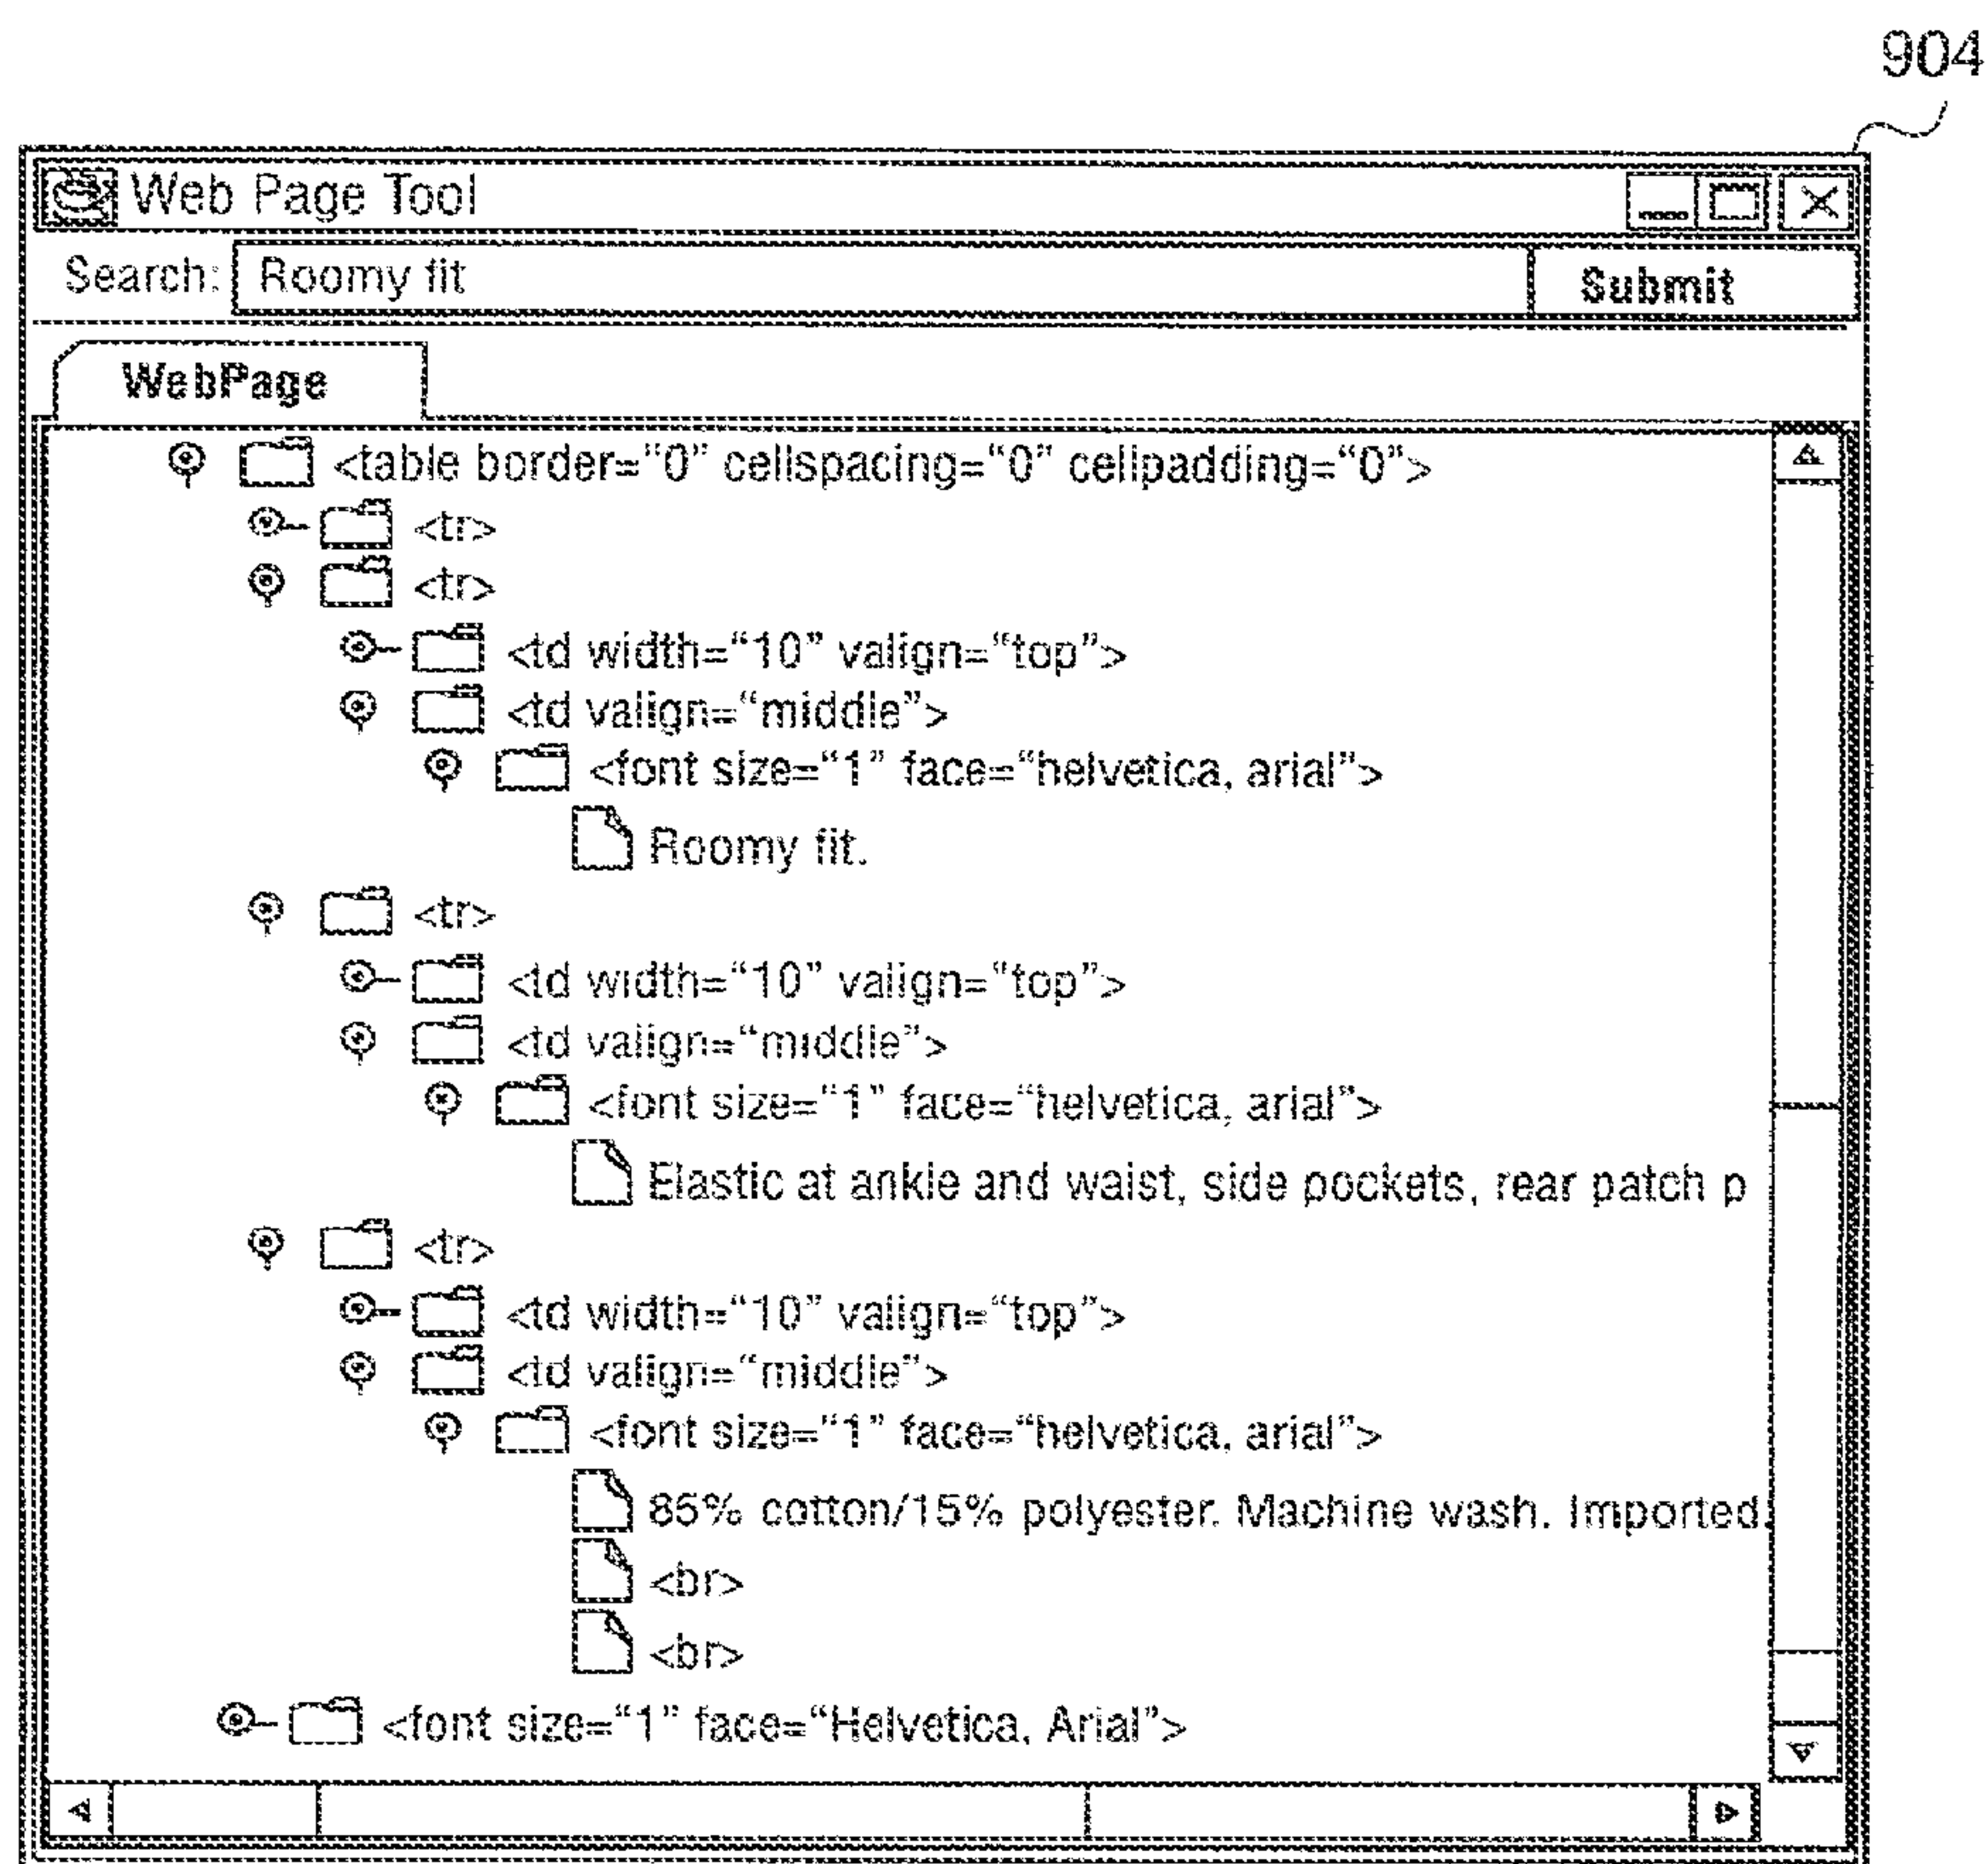 904
Web Page Tool
Search: Roomy fit Submit
WebPage
<table border="0" cellspacing="0" cellpadding="0">
<tr>
<tr>
<td width="10" valign="top">
<td valign="middle">
<font size="1" face="helvetica, arial">
Roomy fit.
<tr>
<td width="10" valign="top">
<td valign="middle">
<font size="1" face="helvetica, arial">
Elastic at ankle and waist, side pockets, rear patch p
<tr>
<td width="10" valign="top">
<td valign="middle">
<font size="1" face="helvetica, arial">
85% cotton/15% polyester. Machine wash. Imported.
<br>
<br>
<font size="1" face="Helvetica, Arial">